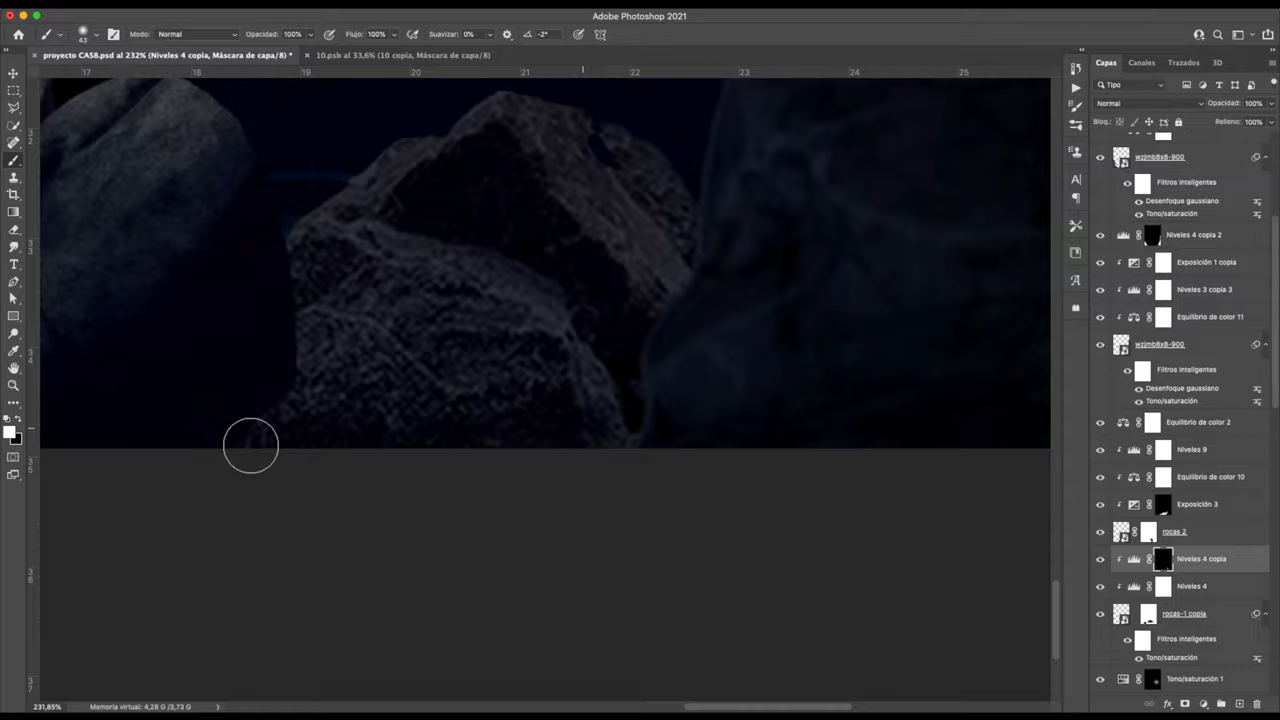 Adobe Photoshop 2021
43 Modo: Normal Opacidad: 100% Flujo: 100% Suavizar: 0% -2°
× proyecto CAS8.psd al 232% (Niveles 4 copia, Máscara de capa/8) * × 10.psb al 33,6% (10 copia, Máscara de capa/8)
17 18 19 20 21 22 23 24 25
Capas Canales Trazados 3D
Tipo
Normal Opacidad: 100%
Bloq.: Relleno: 100%
wzjmb8x8-900
Filtros inteligentes
Desenfoque gaussiano
Tono/saturación
Niveles 4 copia 2
Exposición 1 copia
Niveles 3 copia 3
Equilibrio de color 11
wzjmb8x8-900
Filtros inteligentes
Desenfoque gaussiano
Tono/saturación
Equilibrio de color 2
Niveles 9
Equilibrio de color 10
Exposición 3
rocas 2
Niveles 4 copia
Niveles 4
rocas-1 copia
Filtros inteligentes
Tono/saturación
Tono/saturación 1
231,85% Memoria virtual: 4,28 G /3,73 G